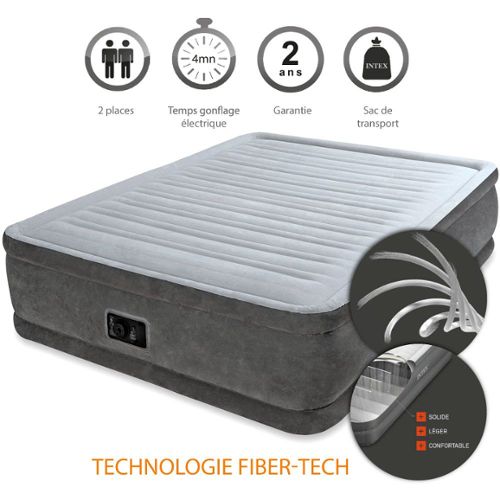 4mn
2
ans
INTEX
2 places
Temps gonflage
électrique
Garantie
Sac de
transport
INTEX
SOLIDE
LÉGER
CONFORTABLE
TECHNOLOGIE FIBER-TECH